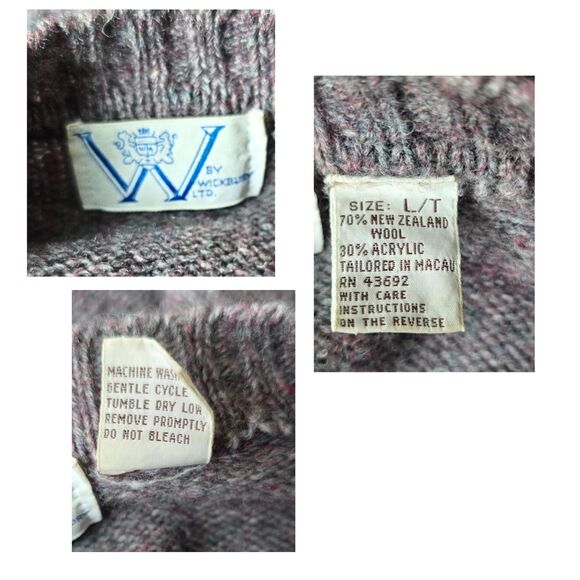 W
BY
WICKBURY
LTD.
SIZE: L/T
70% NEW ZEALAND
WOOL
30% ACRYLIC
TAILORED IN MACAU
RN 43692
WITH CARE
INSTRUCTIONS
ON THE REVERSE
MACHINE WASH
GENTLE CYCLE
TUMBLE DRY LOW
REMOVE PROMPTLY
DO NOT BLEACH